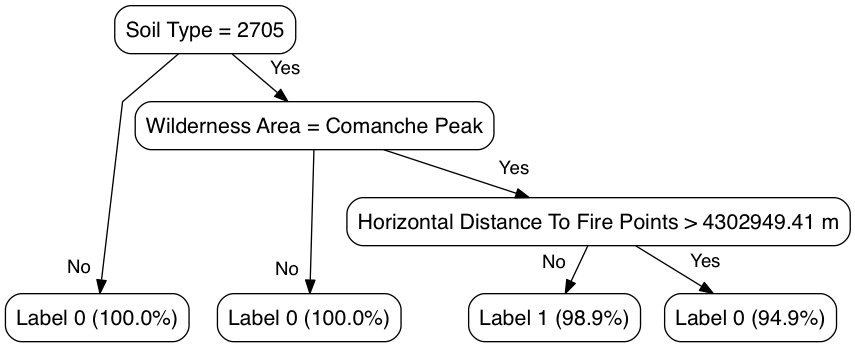 Soil Type = 2705
Yes
Wilderness Area = Comanche Peak
Yes
Horizontal Distance To Fire Points > 4302949.41 m
No
No
No
Yes
Label 0 (100.0%)
Label 0 (100.0%)
Label 1 (98.9%)
Label 0 (94.9%)